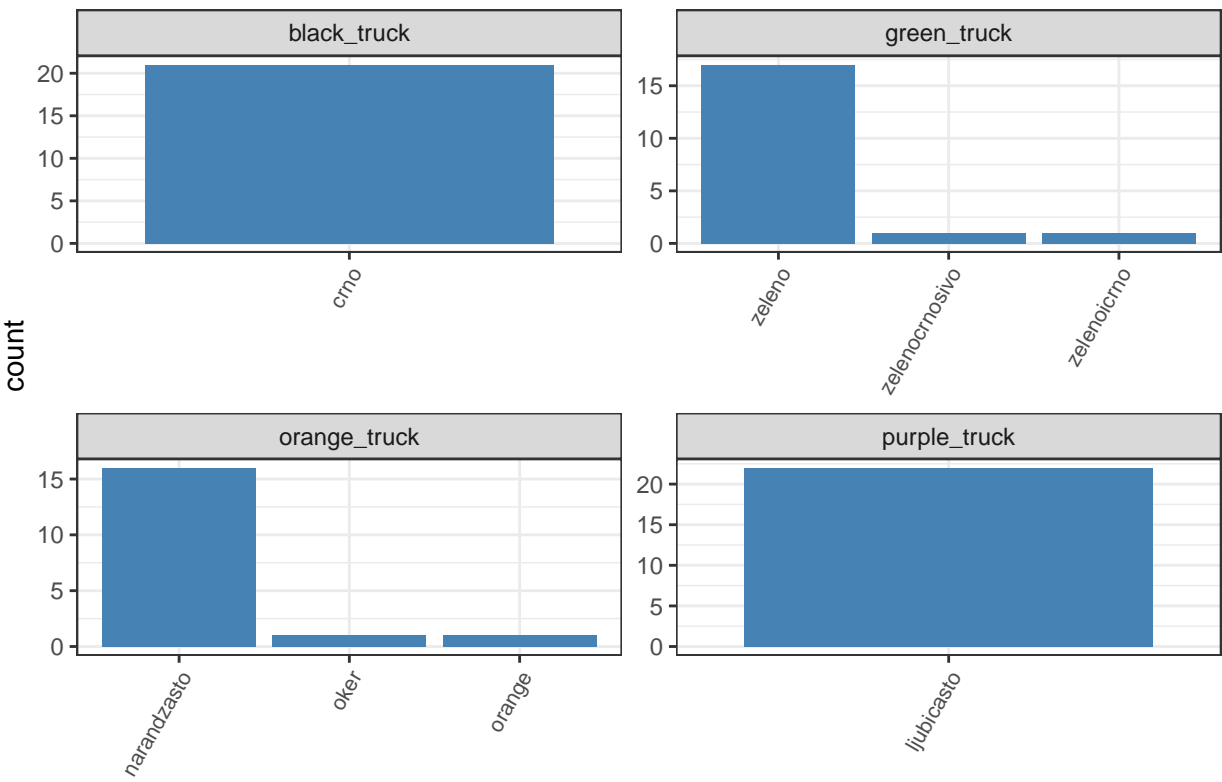 count
black_truck
20
15
10
5
0
crno
green_truck
15
10
5
0
zeleno
zelenocrnosivo
zelenoicrno
orange_truck
15
10
5
0
narandzasto
oker
orange
purple_truck
20
15
10
5
0
ljubicasto